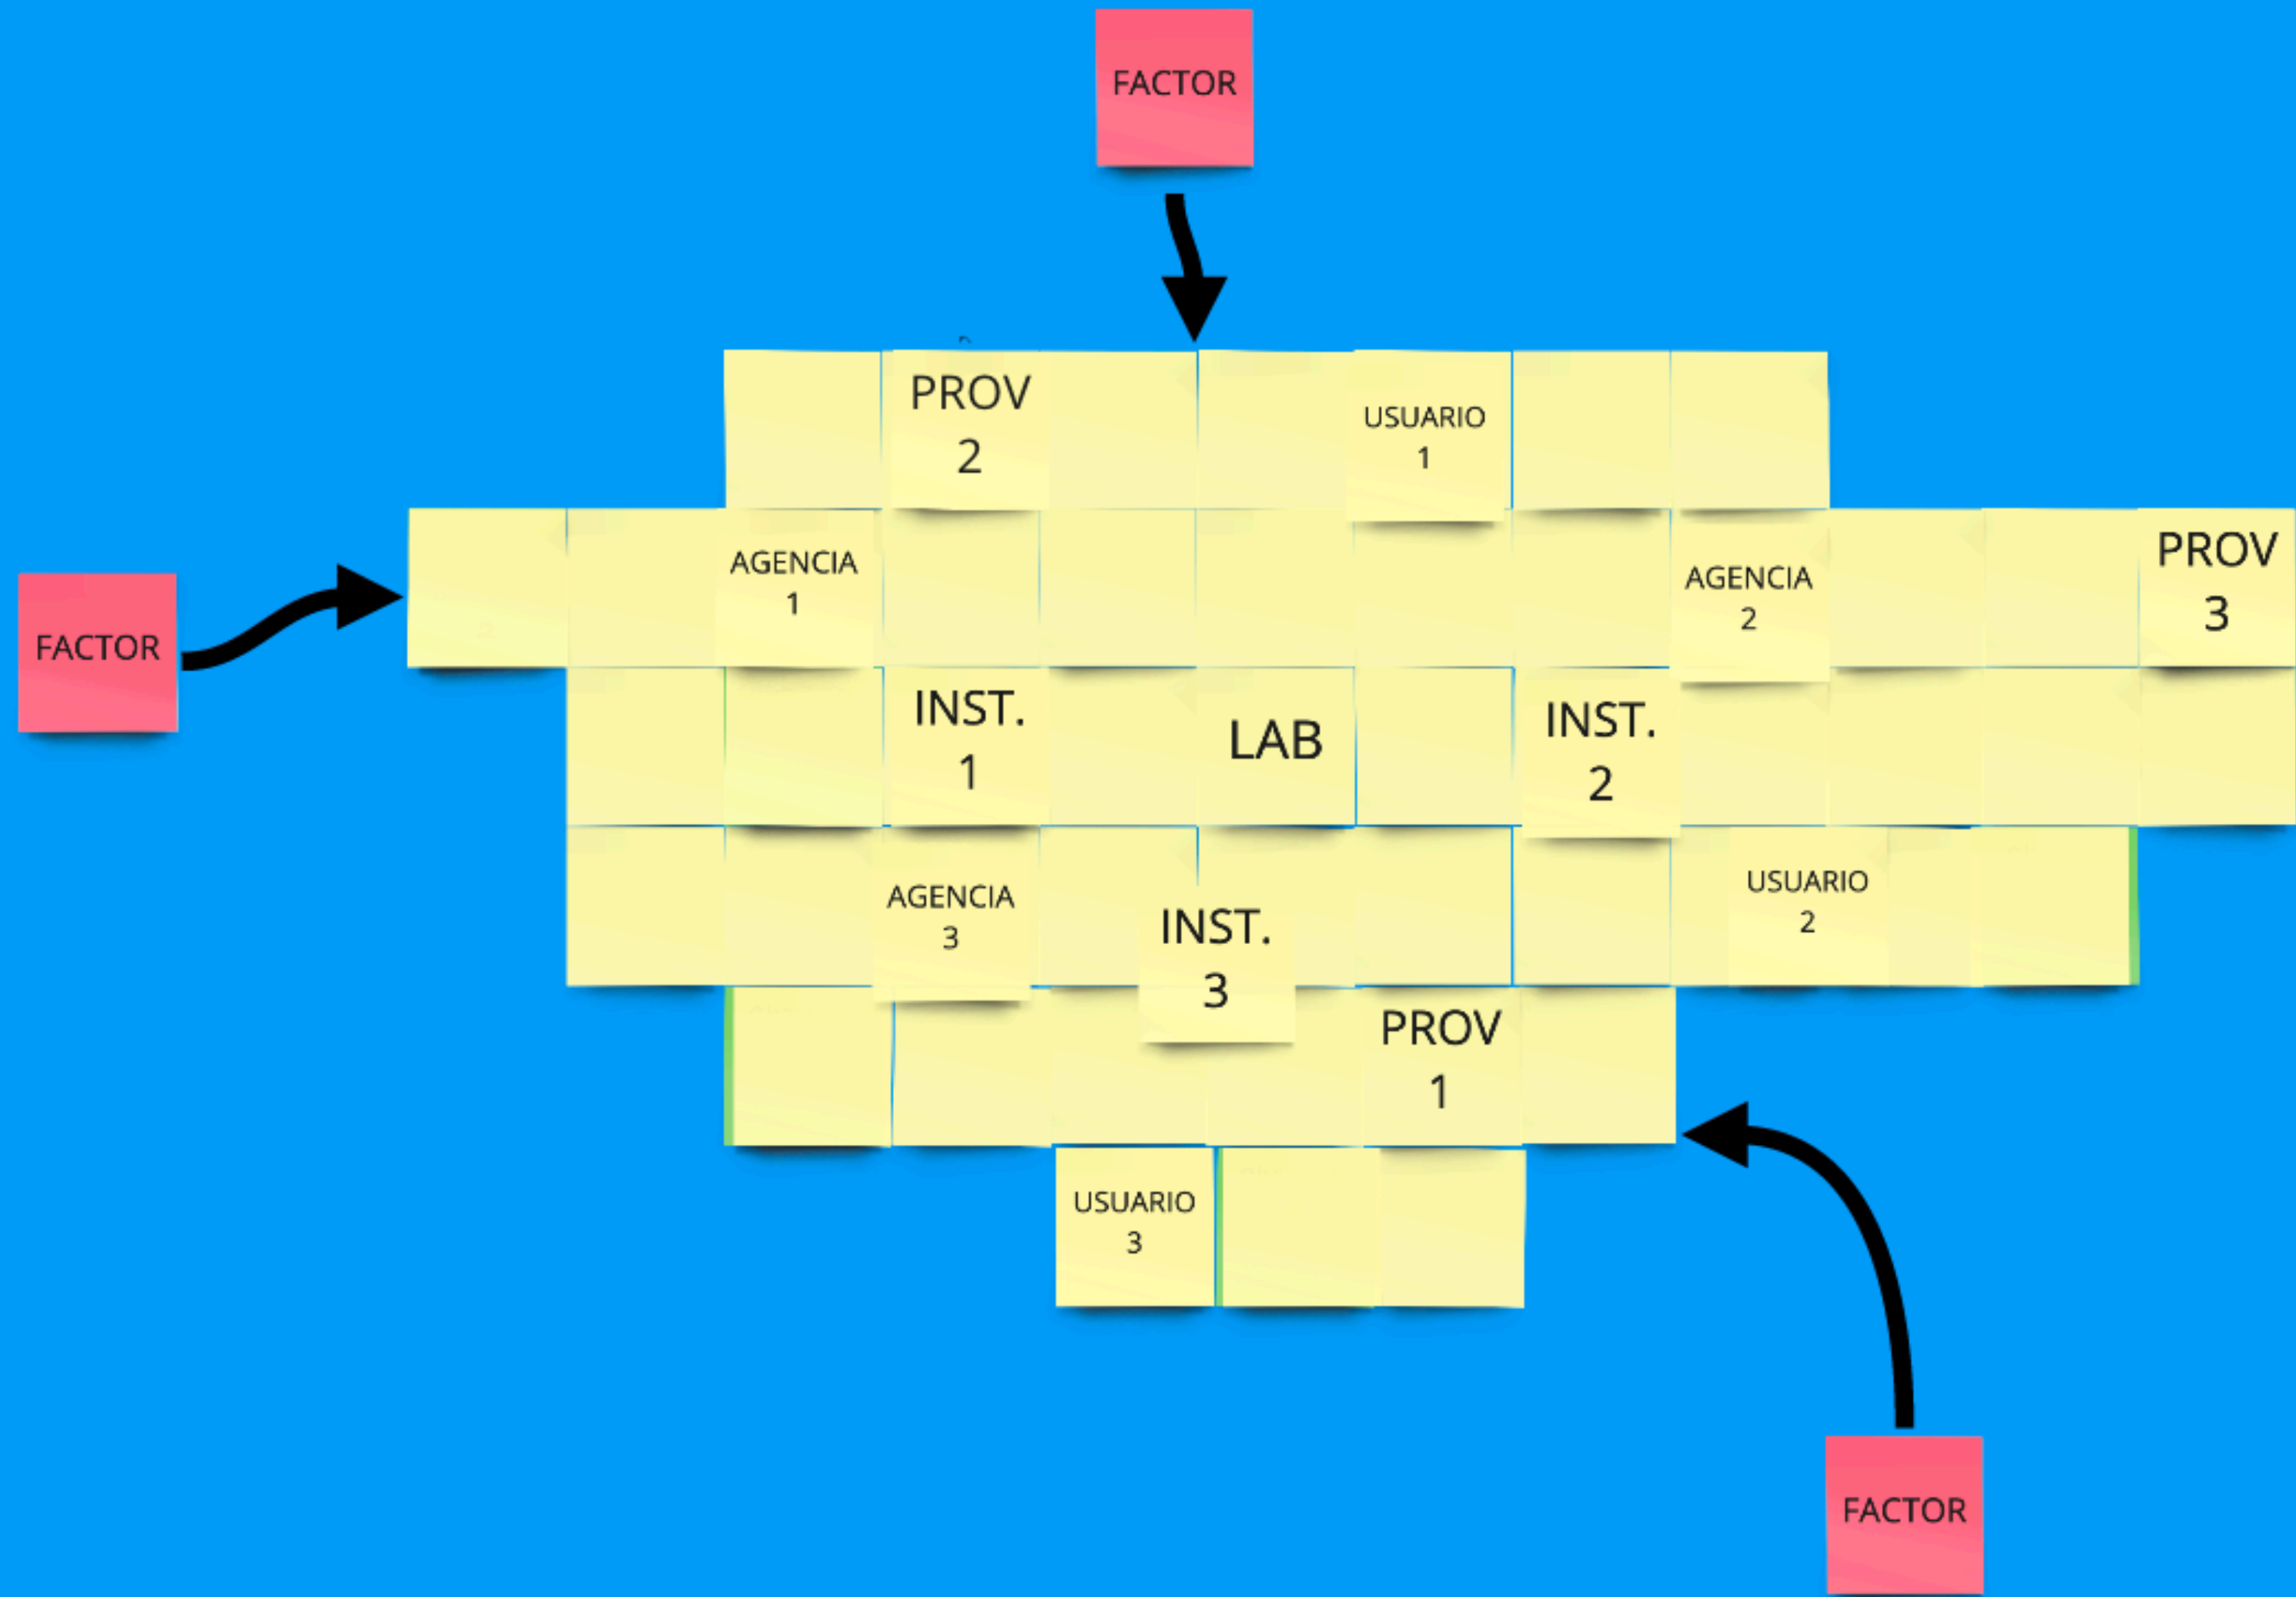 FACTOR
PROV
2
USUARIO
1
FACTOR
AGENCIA
1
AGENCIA
2
PROV
3
INST.
1
LAB
INST.
2
AGENCIA
3
INST.
3
USUARIO
2
PROV
1
USUARIO
3
FACTOR